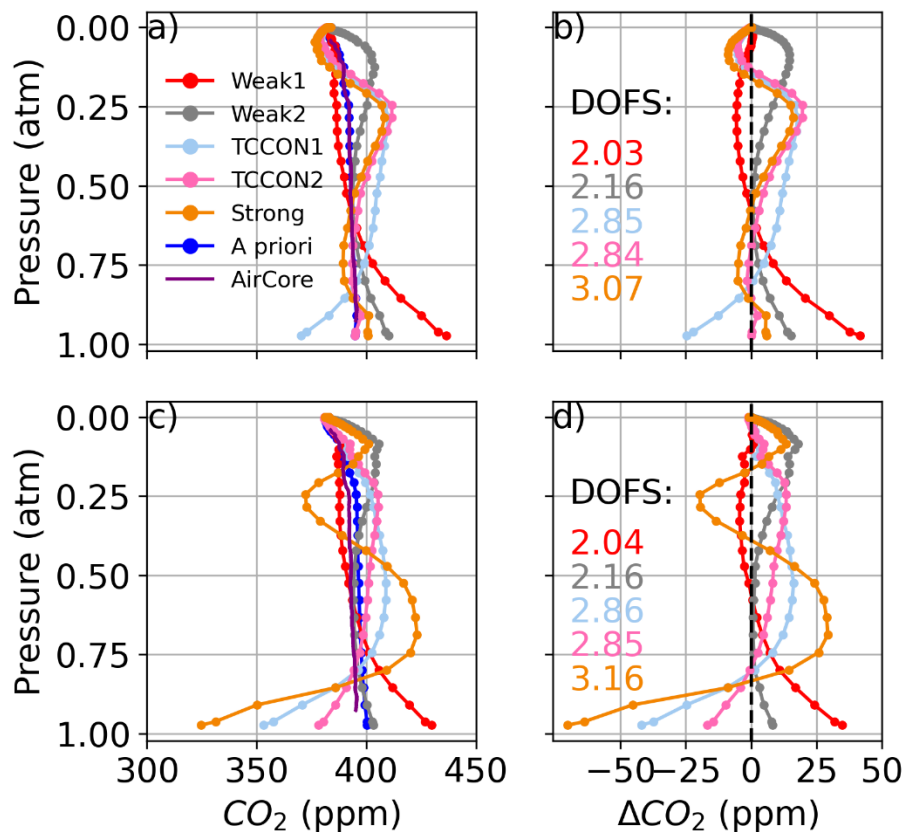 a)
b)
0.00
0.25
0.50
0.75
1.00
Pressure (atm)
Weak1
Weak2
TCCON1
TCCON2
Strong
A priori
AirCore
DOFS:
2.03
2.16
2.85
2.84
3.07
c)
d)
0.00
0.25
0.50
0.75
1.00
Pressure (atm)
DOFS:
2.04
2.16
2.86
2.85
3.16
300 350 400 450
−50 −25 0 25 50
CO₂ (ppm)
ΔCO₂ (ppm)